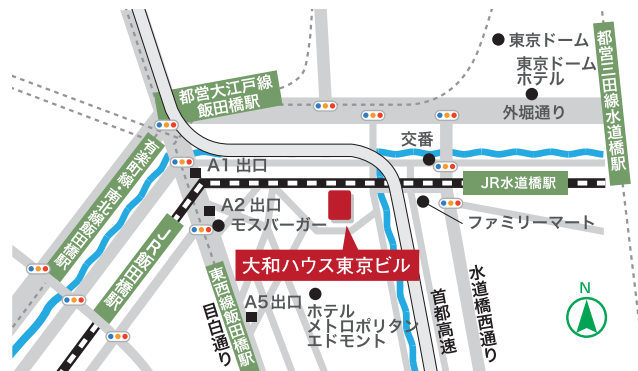 東京ドーム
東京ドーム
ホテル
都営三田線水道橋駅
都営大江戸線
飯田橋駅
外堀通り
交番
有楽町線・南北線飯田橋駅
A1 出口
JR水道橋駅
A2 出口
モスバーガー
ファミリーマート
JR飯田橋駅
大和ハウス東京ビル
東西線飯田橋駅
目白通り
A5出口
ホテル
メトロポリタン
エドモント
首都高速
水道橋西通り
N